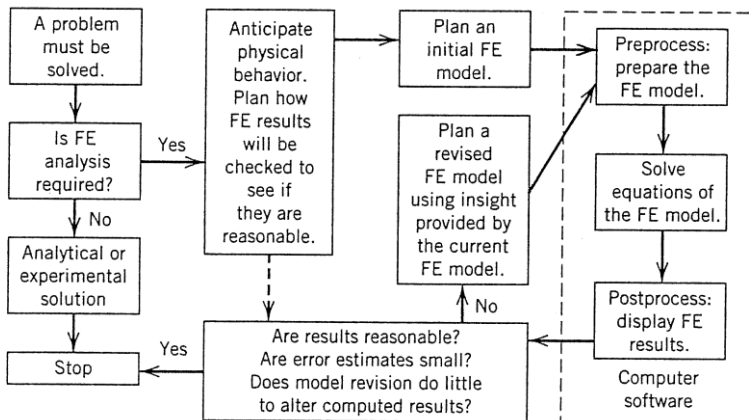 A problem
must be
solved.
Is FE
analysis
required?
Yes
No
Analytical or
experimental
solution
Stop
Anticipate
physical
behavior.
Plan how
FE results
will be
checked to
see if
they are
reasonable.
Plan an
initial FE
model.
Plan a
revised
FE model
using insight
provided by
the current
FE model.
Preprocess:
prepare the
FE model.
Solve
equations of
the FE model.
Postprocess:
display FE
results.
Computer
software
Are results reasonable?
Are error estimates small?
Does model revision do little
to alter computed results?
No
Yes